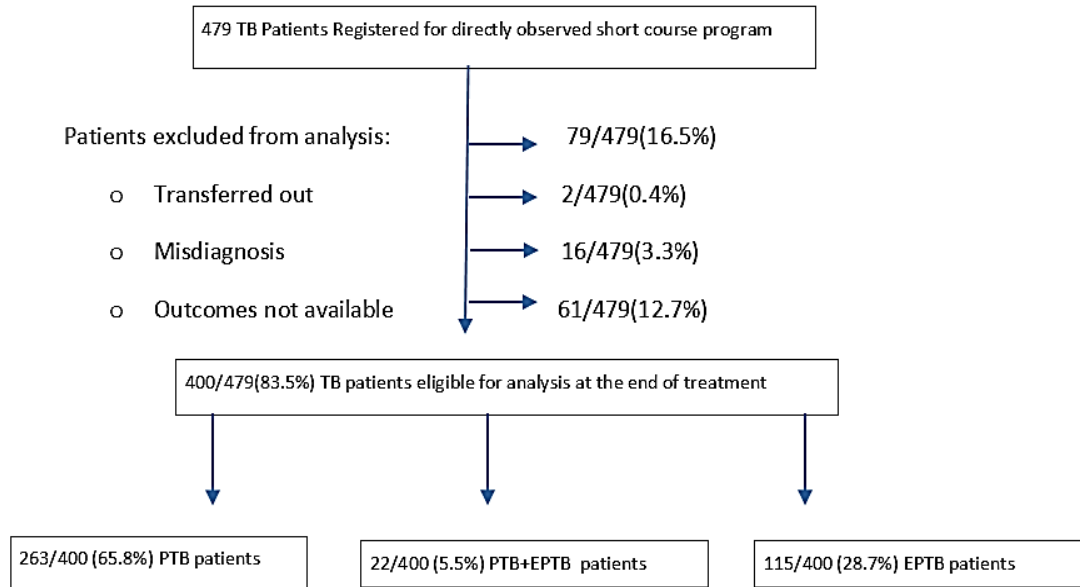 479 TB Patients Registered for directly observed short course program
Patients excluded from analysis: 79/479(16.5%)
o Transferred out 2/479(0.4%)
o Misdiagnosis 16/479(3.3%)
o Outcomes not available 61/479(12.7%)
400/479(83.5%) TB patients eligible for analysis at the end of treatment
263/400 (65.8%) PTB patients
22/400 (5.5%) PTB+EPTB patients
115/400 (28.7%) EPTB patients